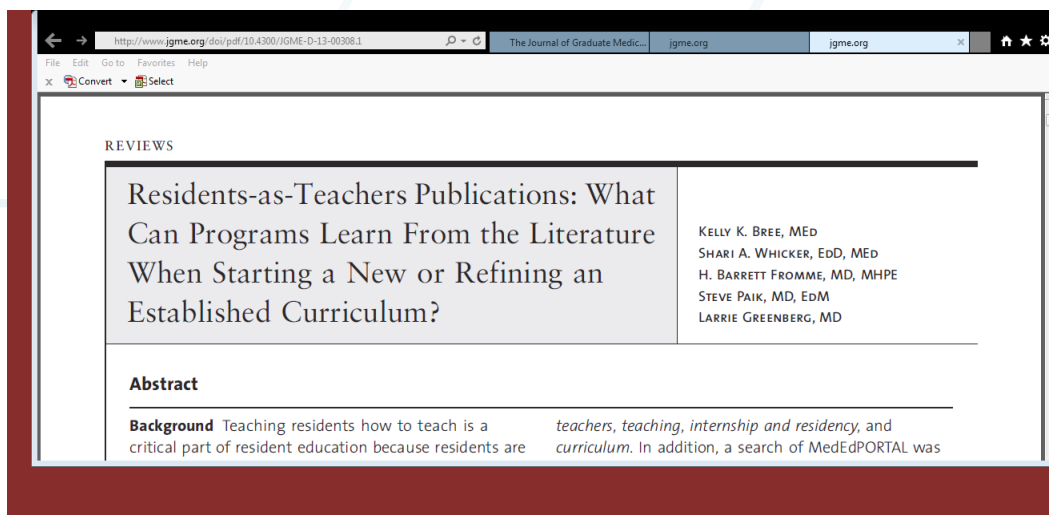 http://www.jgme.org/doi/pdf/10.4300/JGME-D-13-00308.1
The Journal of Graduate Medic...
jgme.org
jgme.org
x
File Edit Go to Favorites Help
x Convert Select
REVIEWS
Residents-as-Teachers Publications: What
Can Programs Learn From the Literature
When Starting a New or Refining an
Established Curriculum?
KELLY K. BREE, MED
SHARI A. WHICKER, EDD, MED
H. BARRETT FROMME, MD, MHPE
STEVE PAIK, MD, EDM
LARRIE GREENBERG, MD
Abstract
Background Teaching residents how to teach is a
critical part of resident education because residents are
teachers, teaching, internship and residency, and
curriculum. In addition, a search of MedEdPORTAL was